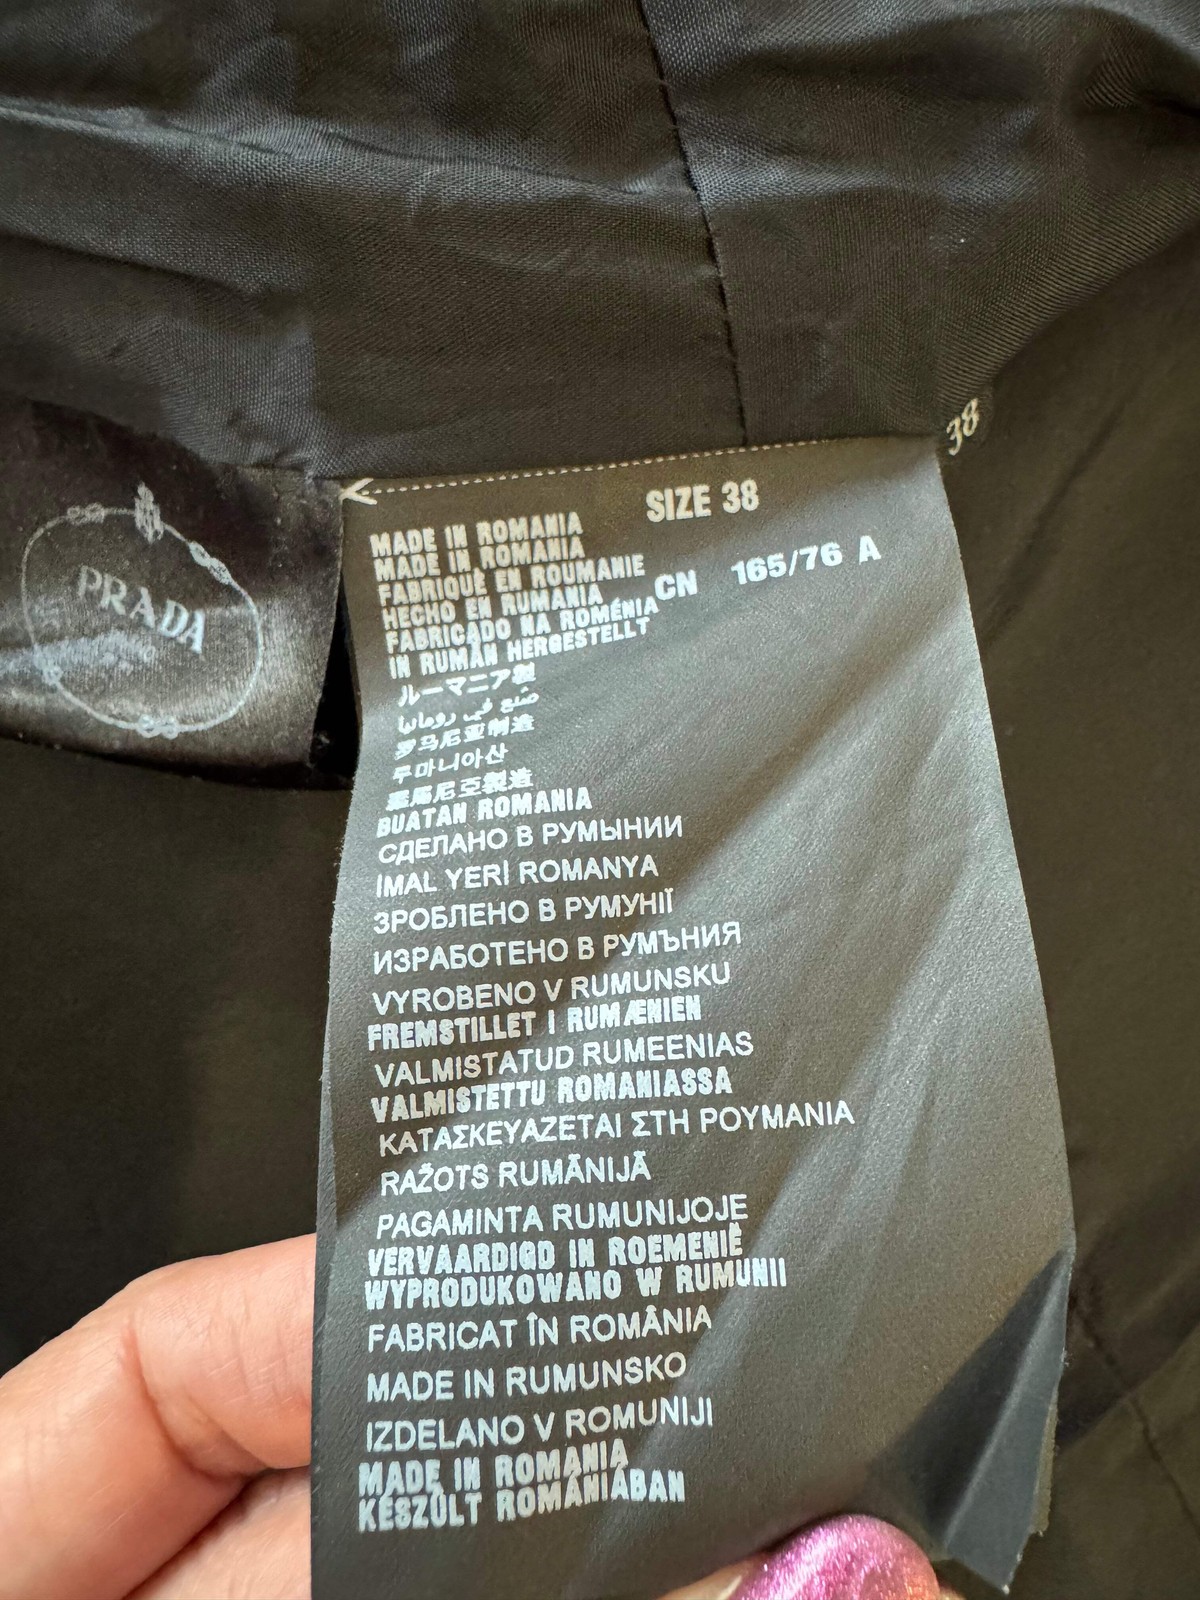 38
PRADA
SIZE 38
CN 165/76 A
MADE IN ROMANIA
MADE IN ROMANIA
FABRIQUÉ EN ROUMANIE
HECHO EN RUMANIA
FABRICADO NA ROMÉNIA
IN RUMÄN HERGESTELLT
ルーマニア製
صنع في رومانيا
罗马尼亚制造
루마니아산
羅馬尼亞製造
BUATAN ROMANIA
СДЕЛАНО В РУМЫНИИ
İMAL YERİ ROMANYA
ЗРОБЛЕНО В РУМУНІЇ
ИЗРАБОТЕНО В РУМЪНИЯ
VYROBENO V RUMUNSKU
FREMSTILLET I RUMÆNIEN
VALMISTATUD RUMEENIAS
VALMISTETTU ROMANIASSA
ΚΑΤΑΣΚΕΥΑΖΕΤΑΙ ΣΤΗ ΡΟΥΜΑΝΙΑ
RAŽOTS RUMĀNIJĀ
PAGAMINTA RUMUNIJOJE
VERVAARDIGD IN ROEMENIË
WYPRODUKOWANO W RUMUNII
FABRICAT ÎN ROMÂNIA
MADE IN RUMUNSKO
IZDELANO V ROMUNIJI
MADE IN ROMANIA
KÉSZÜLT ROMÁNIÁBAN